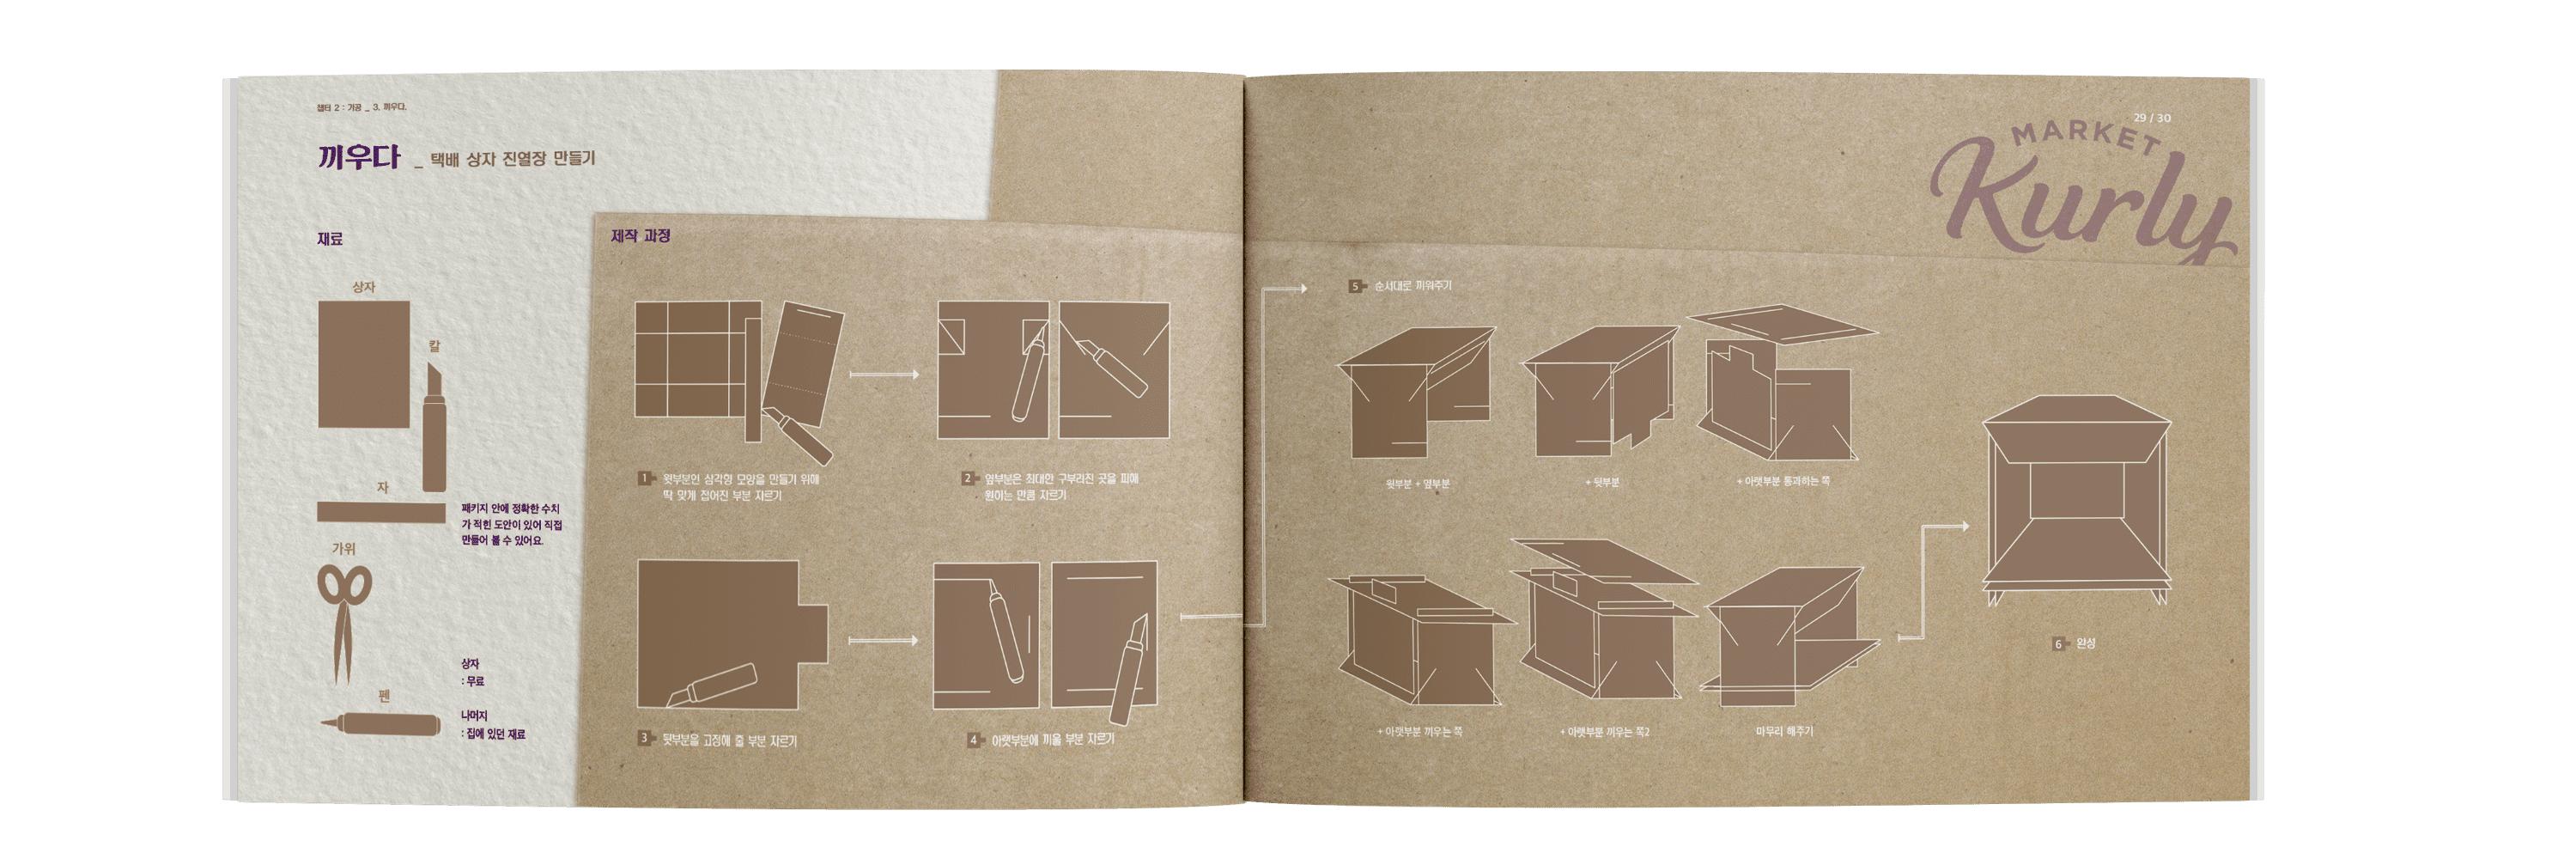 챕터 2 : 가공 _ 3. 끼우다.
끼우다 _ 택배 상자 진열장 만들기
재료
상자
칼
자
패키지 안에 정확한 수치
가 적힌 도안이 있어 직접
만들어 볼 수 있어요.
가위
상자
: 무료
펜
나머지
: 집에 있던 재료
제작 과정
1 윗부분인 삼각형 모양을 만들기 위해
딱 맞게 접어진 부분 자르기
2 옆부분은 최대한 구부러진 곳을 피해
원하는 만큼 자르기
3 뒷부분을 고정해 줄 부분 자르기
4 아랫부분에 끼울 부분 자르기
29 / 30
MARKET
Kurly
5 순서대로 끼워주기
윗부분 + 옆부분
+ 뒷부분
+ 아랫부분 통과하는 쪽
+ 아랫부분 끼우는 쪽
+ 아랫부분 끼우는 쪽2
마무리 해주기
6 완성